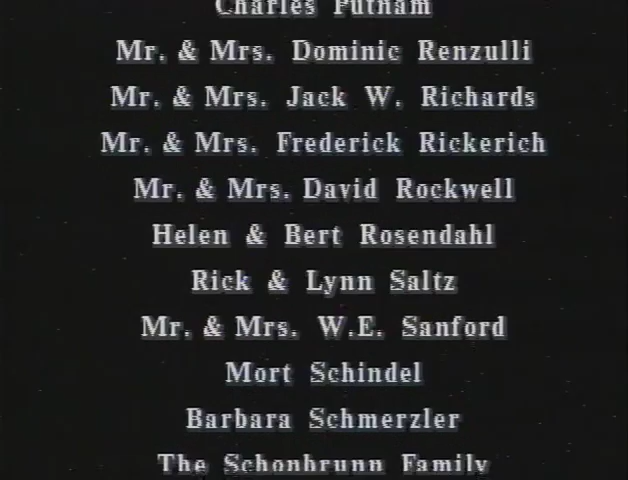 Charles Putnam
Mr. & Mrs. Dominic Renzulli
Mr. & Mrs. Jack W. Richards
Mr. & Mrs. Frederick Rickerich
Mr. & Mrs. David Rockwell
Helen & Bert Rosendahl
Rick & Lynn Saltz
Mr. & Mrs. W.E. Sanford
Mort Schindel
Barbara Schmerzler
The Schonbrunn Family